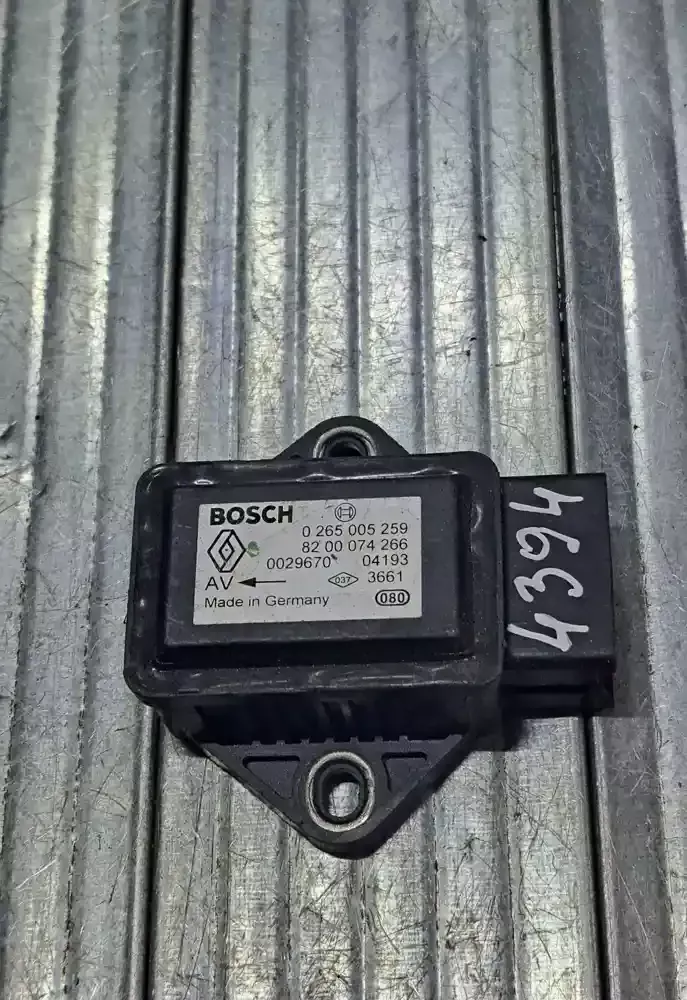 BOSCH
0 265 005 259
82 00 074 266
0029670 04193
AV 037 3661
Made in Germany 080
4394